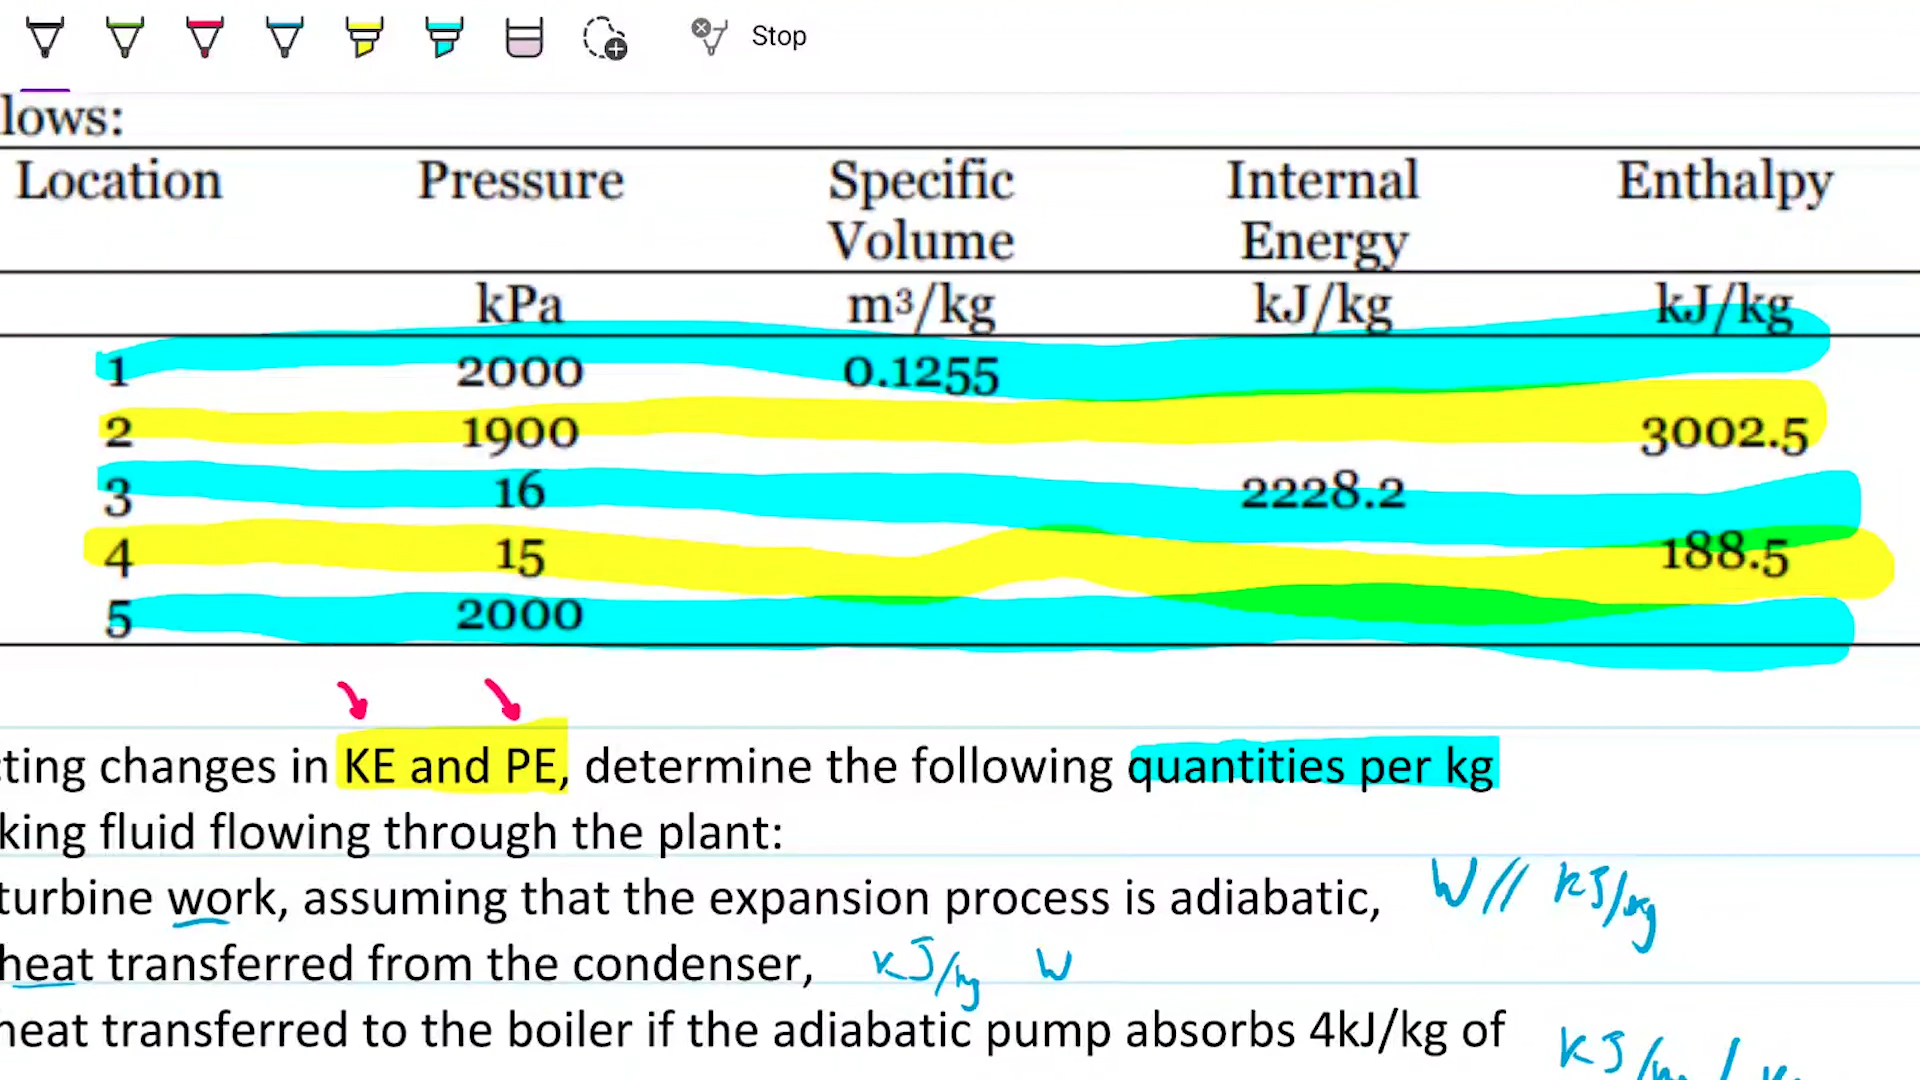 Stop
lows:
Location Pressure Specific Volume Internal Energy Enthalpy
kPa m³/kg kJ/kg kJ/kg
1 2000 0.1255
2 1900 3002.5
3 16 2228.2
4 15 188.5
5 2000
cting changes in KE and PE, determine the following quantities per kg
king fluid flowing through the plant:
turbine work, assuming that the expansion process is adiabatic, W// kJ/kg
heat transferred from the condenser, kJ/kg W
heat transferred to the boiler if the adiabatic pump absorbs 4kJ/kg of